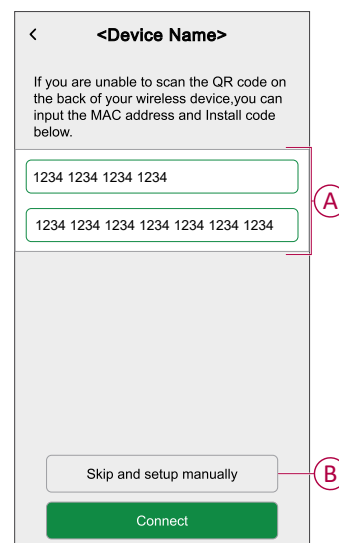 <Device Name>
If you are unable to scan the QR code on
the back of your wireless device,you can
input the MAC address and Install code
below.
1234 1234 1234 1234
A
1234 1234 1234 1234 1234 1234 1234
Skip and setup manually
B
Connect